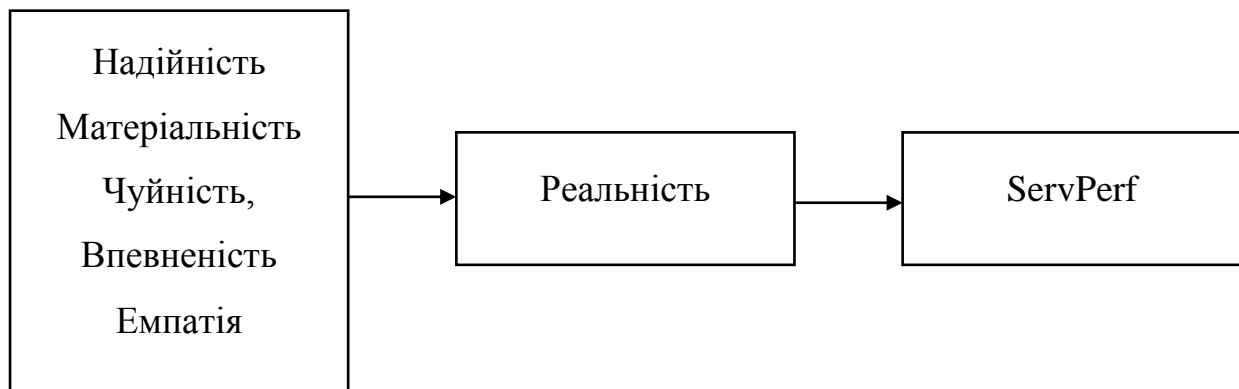 Надійність
Матеріальність
Чуйність,
Впевненість
Емпатія
Реальність
ServPerf